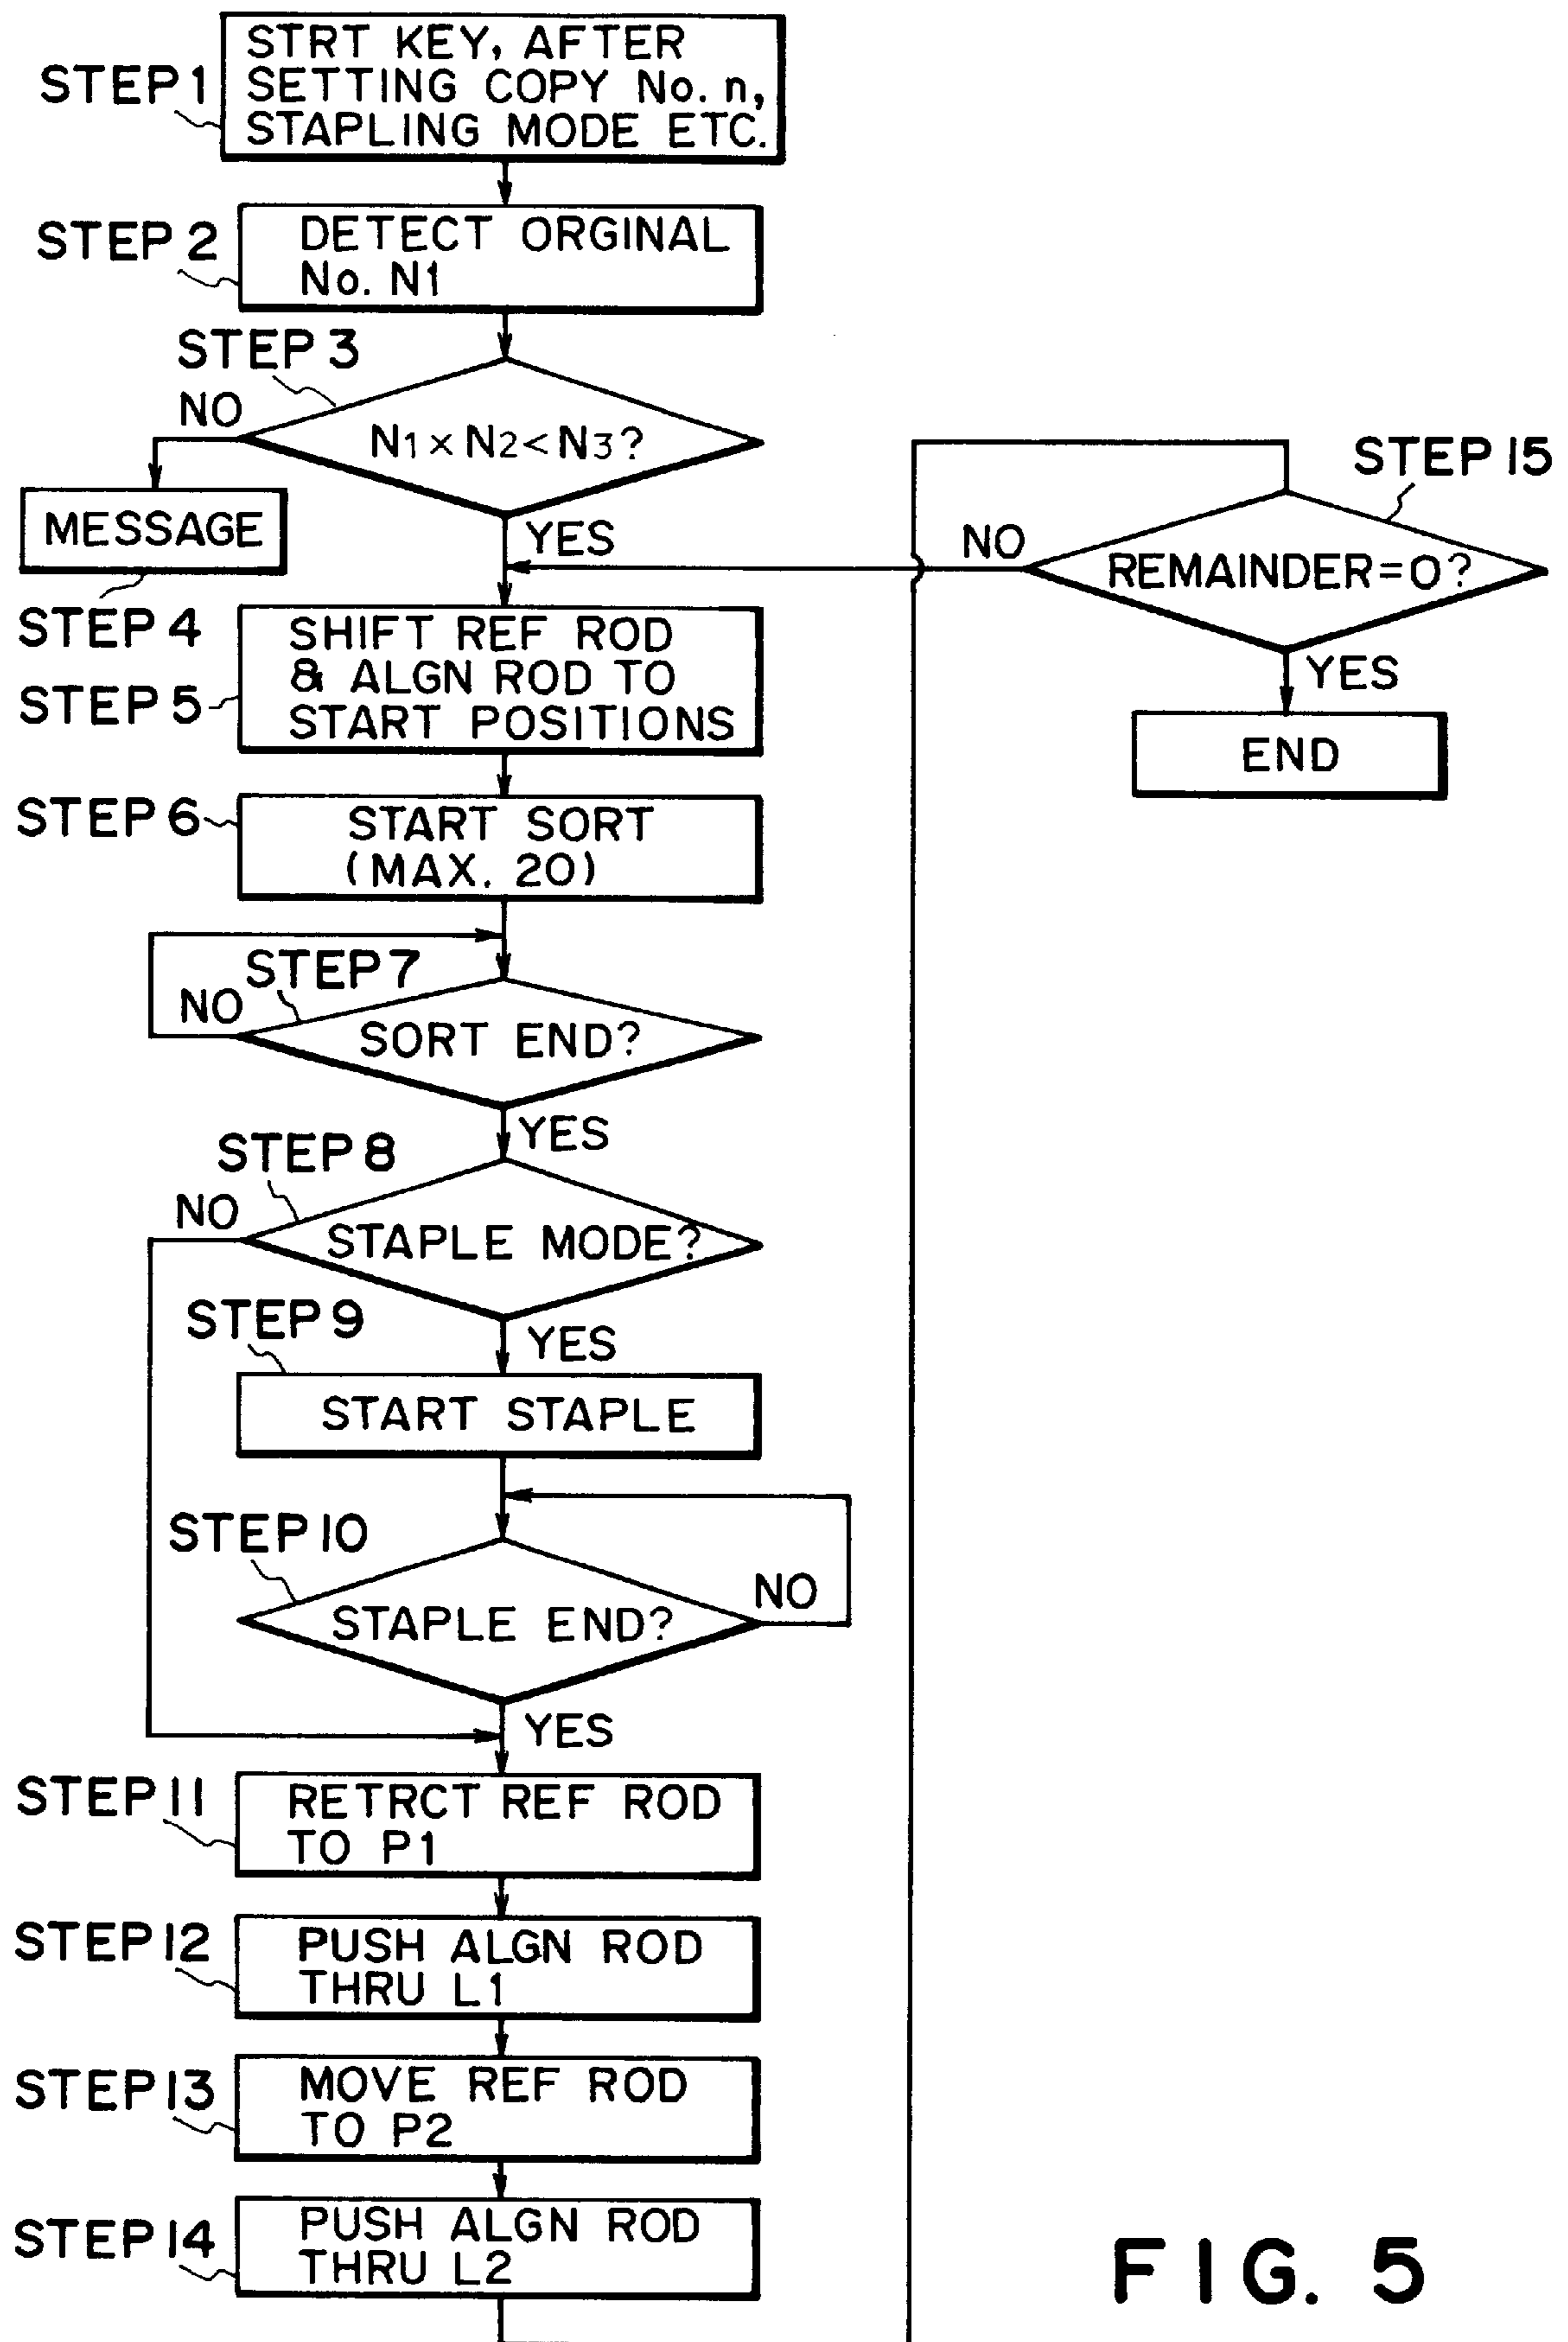 STEP 1
STRT KEY, AFTER
SETTING COPY No. n,
STAPLING MODE ETC.
STEP 2
DETECT ORGINAL
No. N1
STEP 3
NO
N1 × N2 < N3?
YES
MESSAGE
STEP 4
STEP 15
NO
REMAINDER=0?
YES
END
STEP 5
SHIFT REF ROD
& ALGN ROD TO
START POSITIONS
STEP 6
START SORT
(MAX. 20)
STEP 7
NO
SORT END?
YES
STEP 8
NO
STAPLE MODE?
YES
STEP 9
START STAPLE
STEP 10
NO
STAPLE END?
YES
STEP 11
RETRCT REF ROD
TO P1
STEP 12
PUSH ALGN ROD
THRU L1
STEP 13
MOVE REF ROD
TO P2
STEP 14
PUSH ALGN ROD
THRU L2
FIG. 5